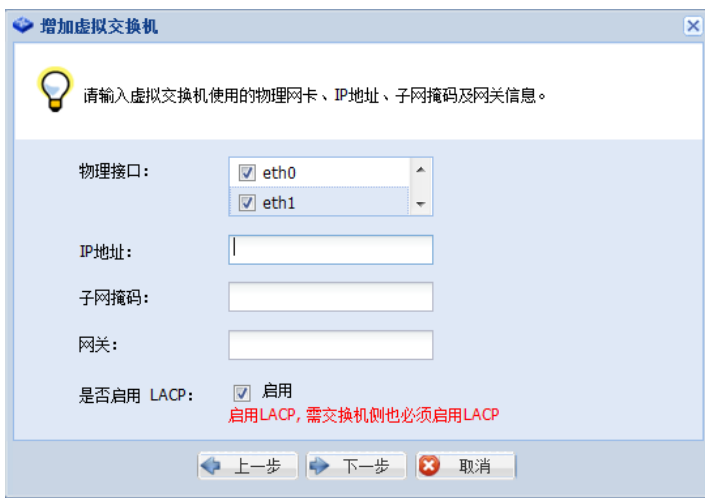 增加虚拟交换机
请输入虚拟交换机使用的物理网卡、IP地址、子网掩码及网关信息。
物理接口：
eth0
eth1
IP地址：
子网掩码：
网关：
是否启用 LACP： 启用
启用LACP, 需交换机侧也必须启用LACP
上一步 下一步 取消